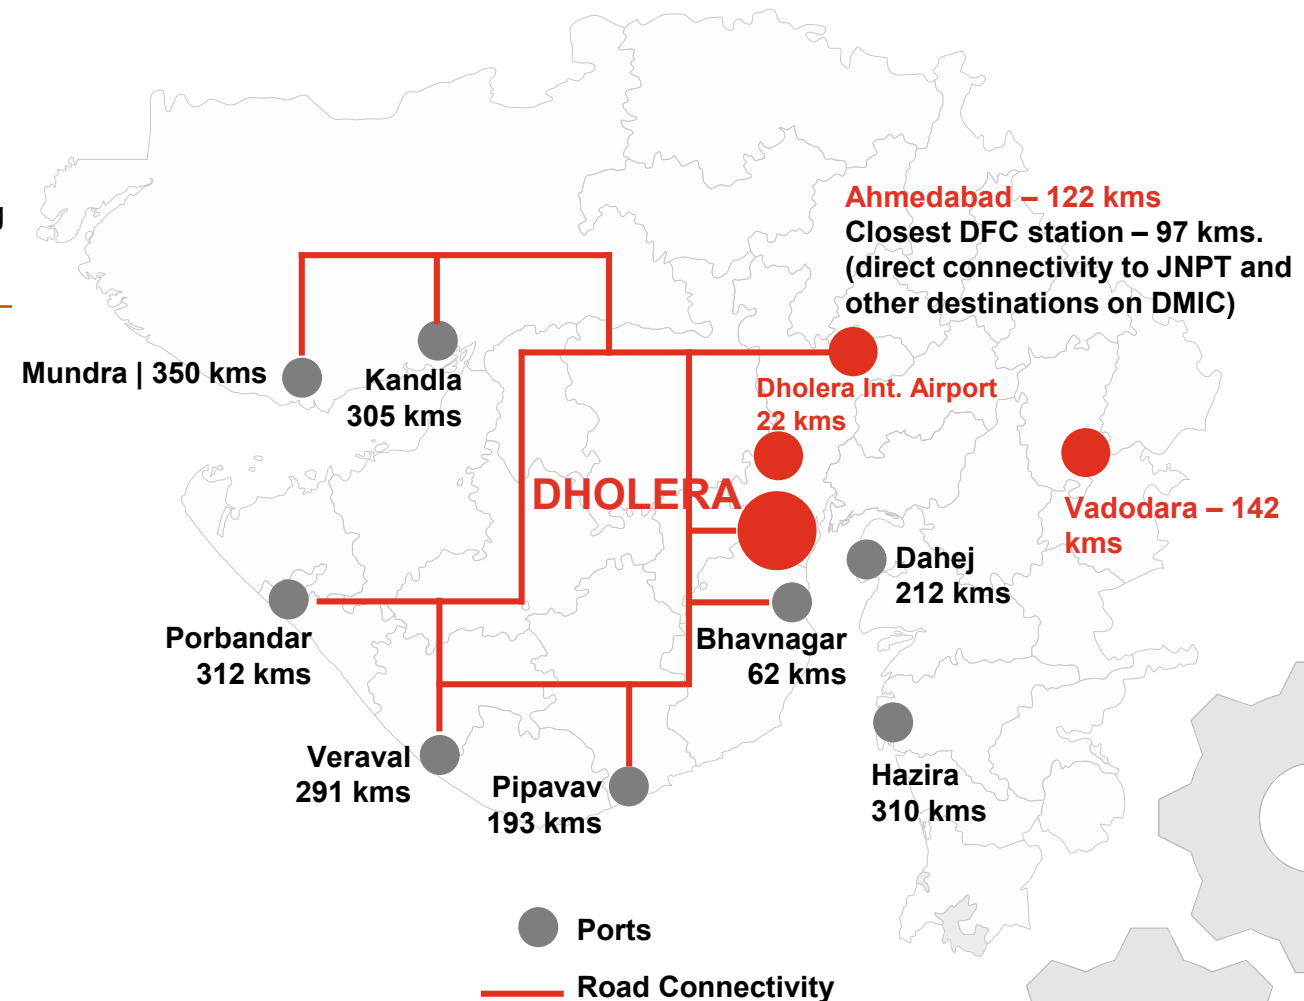 g
Ahmedabad – 122 kms
Closest DFC station – 97 kms.
(direct connectivity to JNPT and
other destinations on DMIC)
Mundra | 350 kms
Kandla
305 kms
Dholera Int. Airport
22 kms
DHOLERA
Vadodara – 142
kms
Dahej
212 kms
Porbandar
312 kms
Bhavnagar
62 kms
Veraval
291 kms
Pipavav
193 kms
Hazira
310 kms
Ports
Road Connectivity